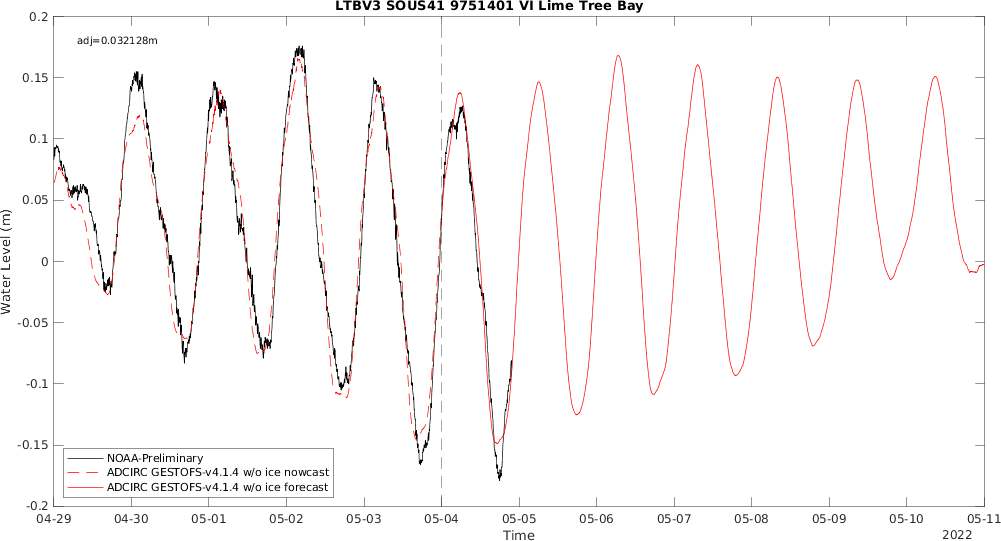 LTBV3 SOUS41 9751401 VI Lime Tree Bay
adj=0.032128m
0.2
0.15
0.1
0.05
0
-0.05
-0.1
-0.15
-0.2
Water Level (m)
NOAA-Preliminary
ADCIRC GESTOFS-v4.1.4 w/o ice nowcast
ADCIRC GESTOFS-v4.1.4 w/o ice forecast
04-29 04-30 05-01 05-02 05-03 05-04 05-05 05-06 05-07 05-08 05-09 05-10 05-11
Time
2022